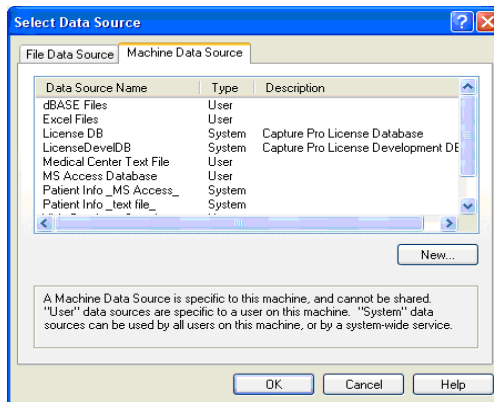 Select Data Source
File Data Source Machine Data Source
Data Source Name Type Description
dBASE Files User
Excel Files User
License DB System Capture Pro License Database
LicenseDevelDB System Capture Pro License Development DE
Medical Center Text File User
MS Access Database User
Patient Info _MS Access_ System
Patient Info _text file_ System
New...
A Machine Data Source is specific to this machine, and cannot be shared.
"User" data sources are specific to a user on this machine. "System" data
sources can be used by all users on this machine, or by a system-wide service.
OK Cancel Help